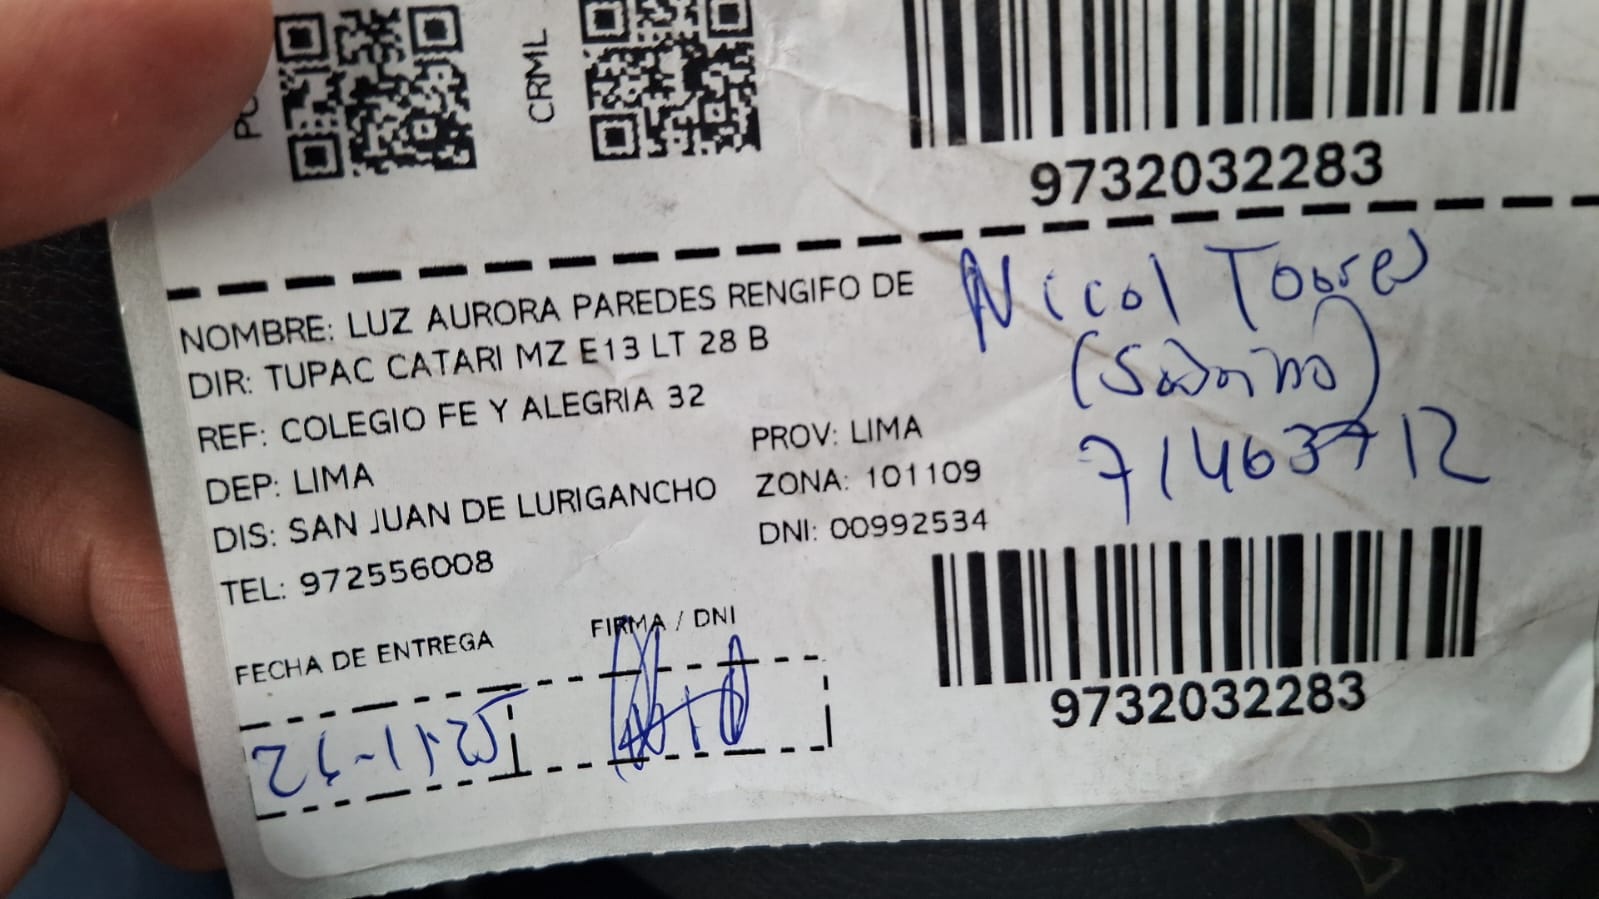 CRML
9732032283
NOMBRE: LUZ AURORA PAREDES RENGIFO DE
DIR: TUPAC CATARI MZ E13 LT 28 B
REF: COLEGIO FE Y ALEGRIA 32
DEP: LIMA
PROV: LIMA
DIS: SAN JUAN DE LURIGANCHO
ZONA: 101109
TEL: 972556008
DNI: 00992534
Nicol Torres
71463712
FECHA DE ENTREGA
FIRMA / DNI
9732032283